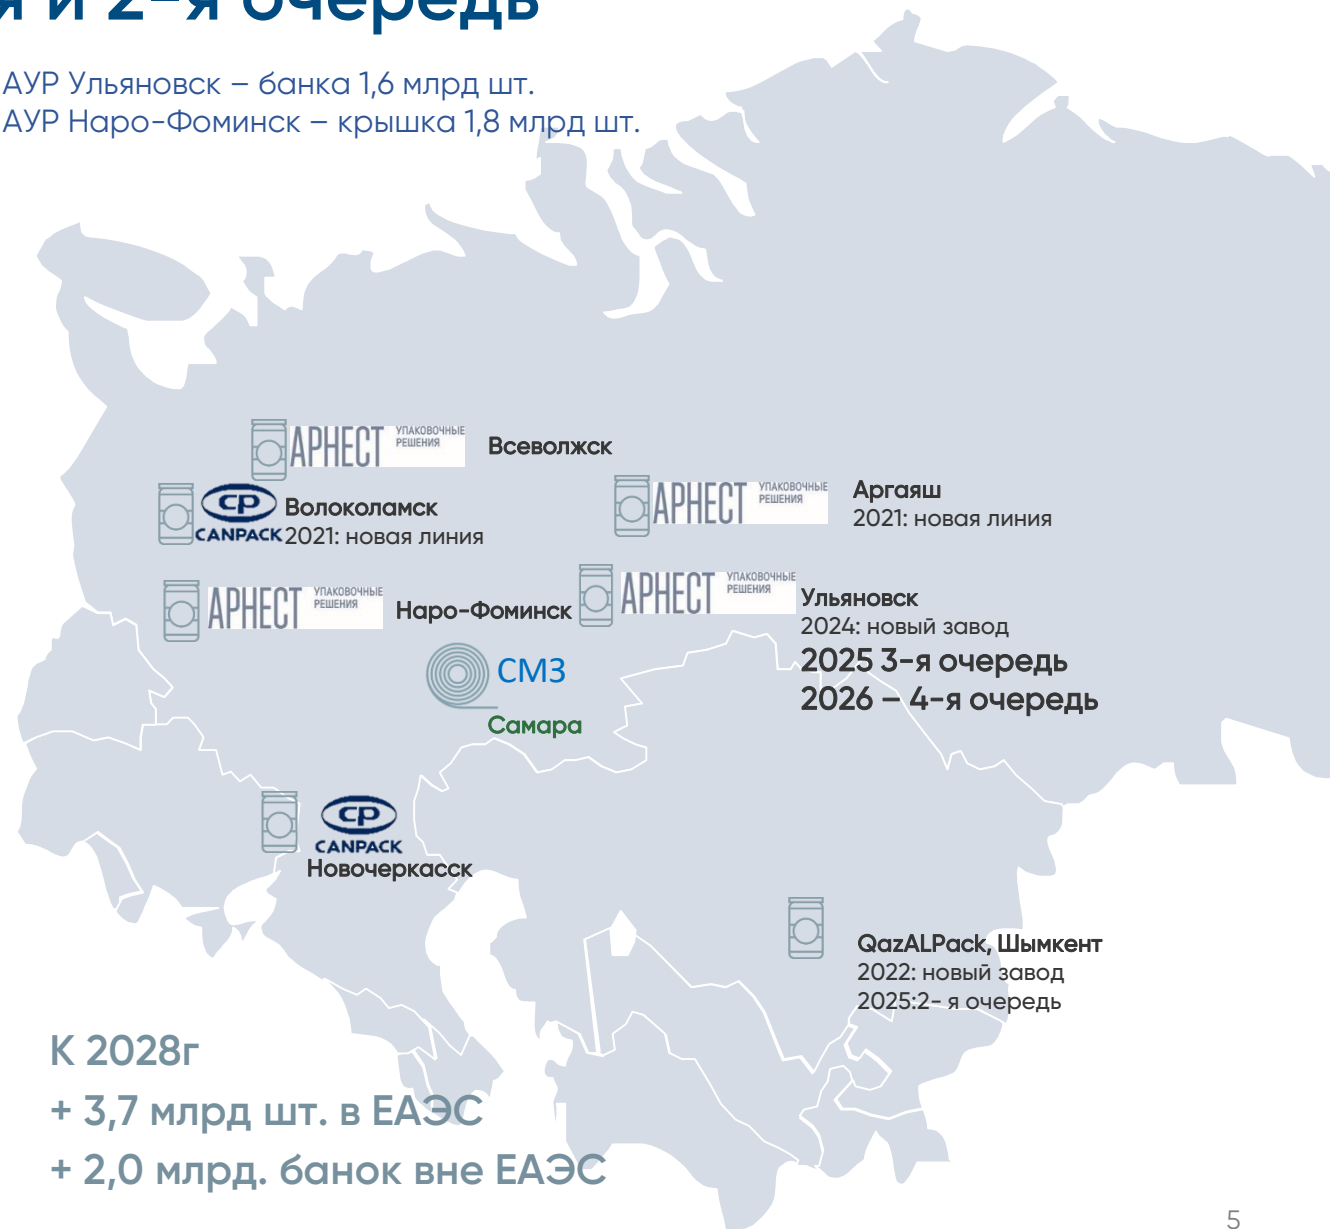 я и 2-я очередь
АУР Ульяновск – банка 1,6 млрд шт.
АУР Наро-Фоминск – крышка 1,8 млрд шт.
АРНЕСТ УПАКОВОЧНЫЕ РЕШЕНИЯ
Всеволжск
CP
CANPACK
Волоколамск
2021: новая линия
АРНЕСТ УПАКОВОЧНЫЕ РЕШЕНИЯ
Аргаяш
2021: новая линия
АРНЕСТ УПАКОВОЧНЫЕ РЕШЕНИЯ
Наро-Фоминск
АРНЕСТ УПАКОВОЧНЫЕ РЕШЕНИЯ
Ульяновск
2024: новый завод
2025 3-я очередь
2026 – 4-я очередь
СМЗ
Самара
CP
CANPACK
Новочеркасск
QazALPack, Шымкент
2022: новый завод
2025:2- я очередь
К 2028г
+ 3,7 млрд шт. в ЕАЭС
+ 2,0 млрд. банок вне ЕАЭС
5